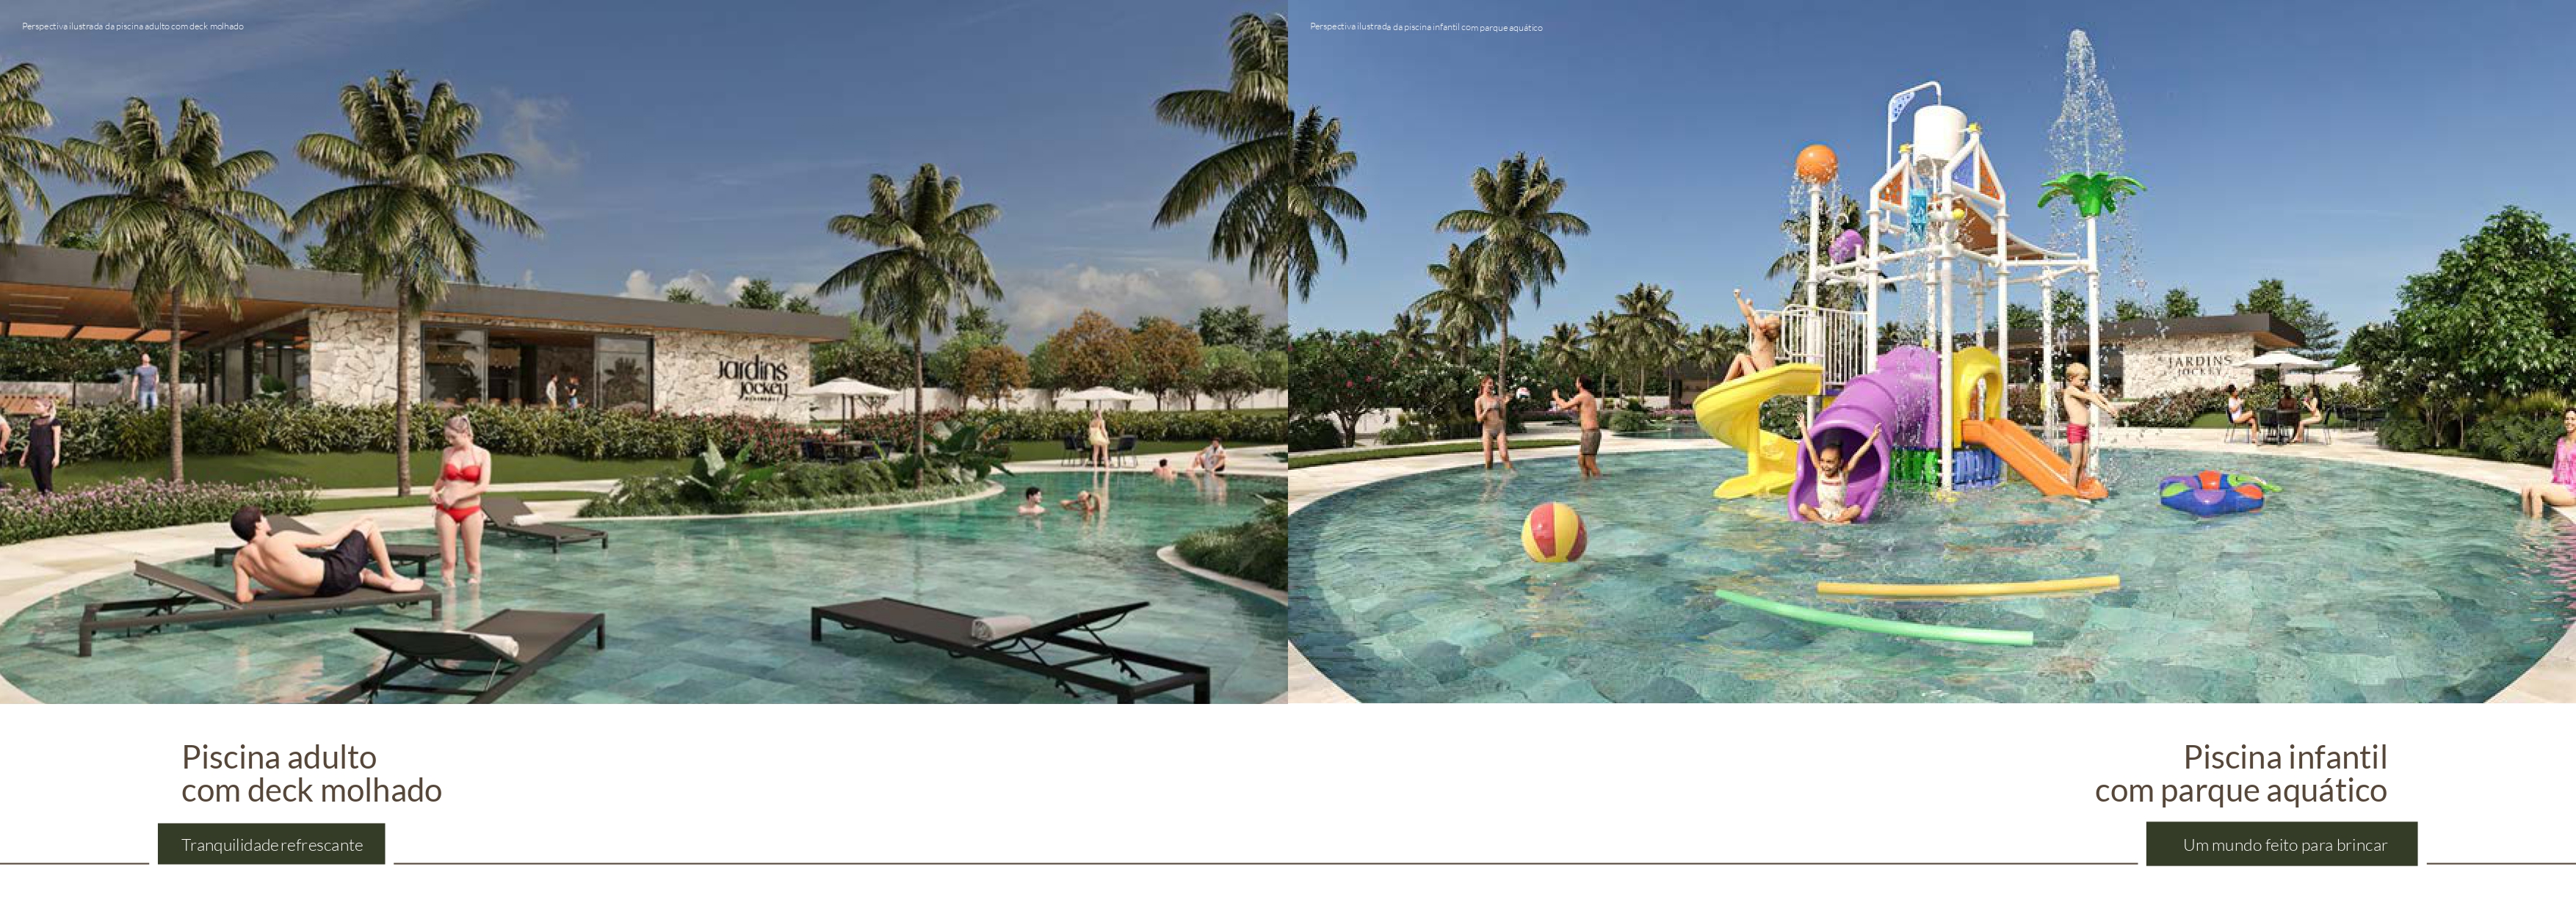 Perspectiva ilustrada da piscina adulto com deck molhado
Jardins
Jockey
Piscina adulto
com deck molhado
Tranquilidade refrescante
Perspectiva ilustrada da piscina infantil com parque aquático
JARDINS
JOCKEY
Piscina infantil
com parque aquático
Um mundo feito para brincar